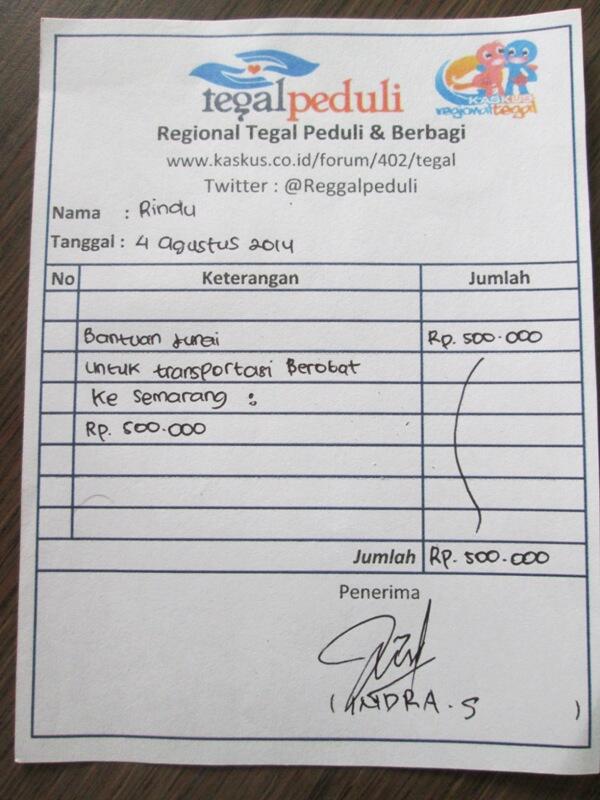 tegalpeduli
KASKUS
regionaltegal
Regional Tegal Peduli & Berbagi
www.kaskus.co.id/forum/402/tegal
Twitter : @Reggalpeduli
Nama : Rindu
Tanggal : 4 Agustus 2014
No Keterangan Jumlah
Bantuan tunai Rp. 500.000
untuk transportasi Berobat
Ke Semarang :
Rp. 500.000
Jumlah Rp. 500.000
Penerima
( INDRA.S )